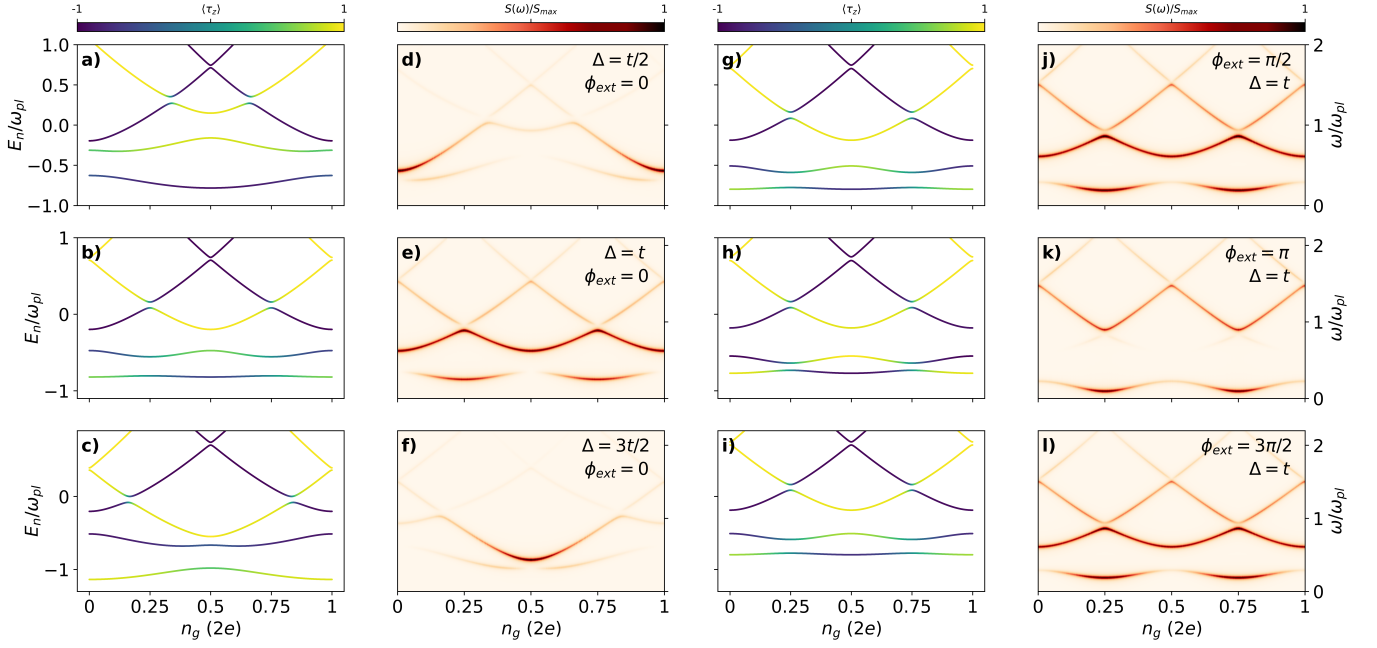 -1 ⟨τz⟩ 1
S(ω)/Smax 1
-1 ⟨τz⟩ 1
S(ω)/Smax 1
a)
1.0
0.5
0.0
−0.5
−1.0
En/ωpl
d)
Δ = t/2
ϕext = 0
g)
j)
ϕext = π/2
Δ = t
2
1
0
ω/ωpl
b)
1
0
−1
En/ωpl
e)
Δ = t
ϕext = 0
h)
k)
ϕext = π
Δ = t
2
1
0
ω/ωpl
c)
0
−1
En/ωpl
0 0.25 0.5 0.75 1
ng (2e)
f)
Δ = 3t/2
ϕext = 0
0 0.25 0.5 0.75 1
ng (2e)
i)
0 0.25 0.5 0.75 1
ng (2e)
l)
ϕext = 3π/2
Δ = t
2
1
0
ω/ωpl
0 0.25 0.5 0.75 1
ng (2e)